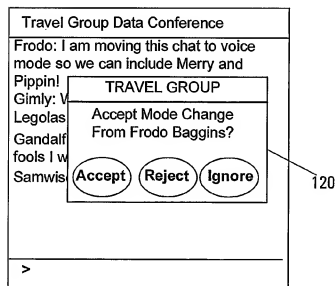 Travel Group Data Conference
Frodo: I am moving this chat to voice
mode so we can include Merry and
Pippin!
Gimly:
Legolas
Gandalf
fools I w
Samwis
TRAVEL GROUP
Accept Mode Change
From Frodo Baggins?
Accept Reject Ignore
120
>